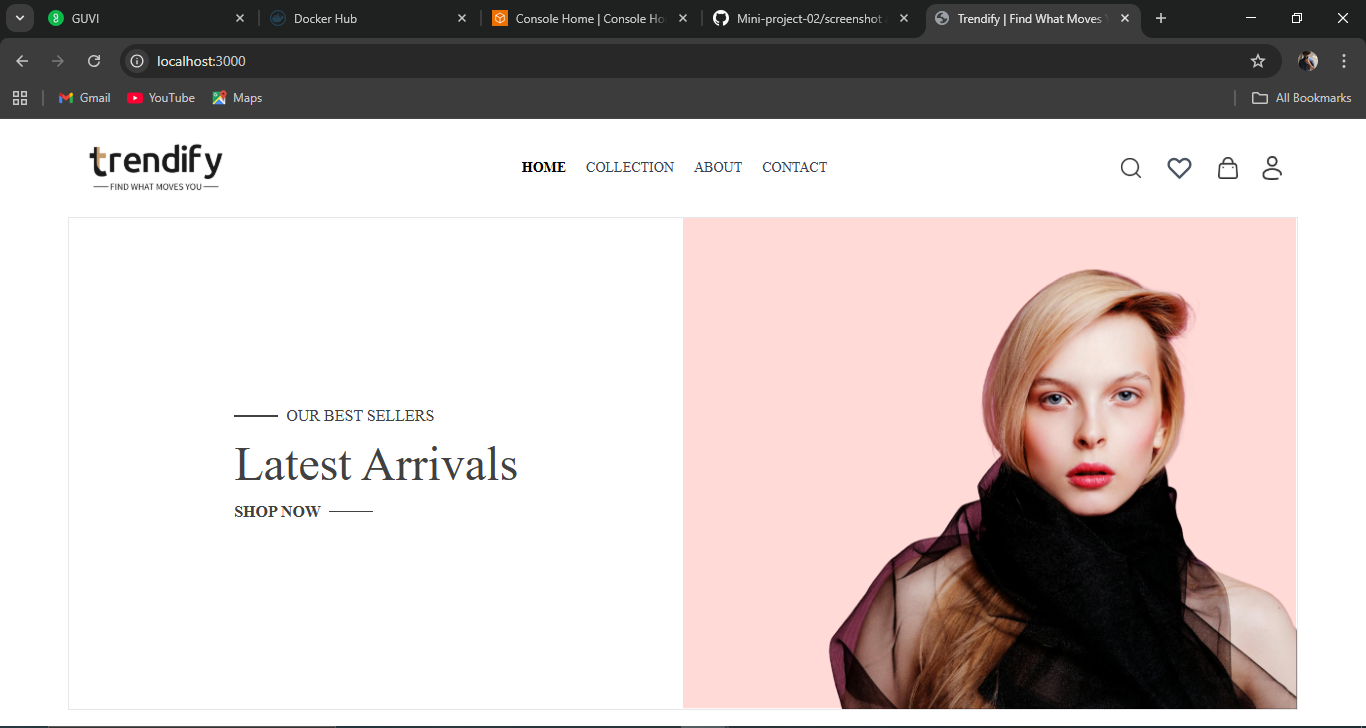 GUVI
Docker Hub
Console Home | Console Ho
Mini-project-02/screenshot
Trendify | Find What Moves
localhost:3000
Gmail
YouTube
Maps
All Bookmarks
trendify
FIND WHAT MOVES YOU
HOME
COLLECTION
ABOUT
CONTACT
OUR BEST SELLERS
Latest Arrivals
SHOP NOW